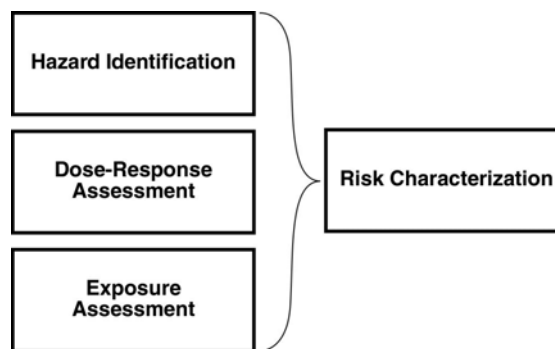 Hazard Identification
Dose-Response
Assessment
Exposure
Assessment
Risk Characterization